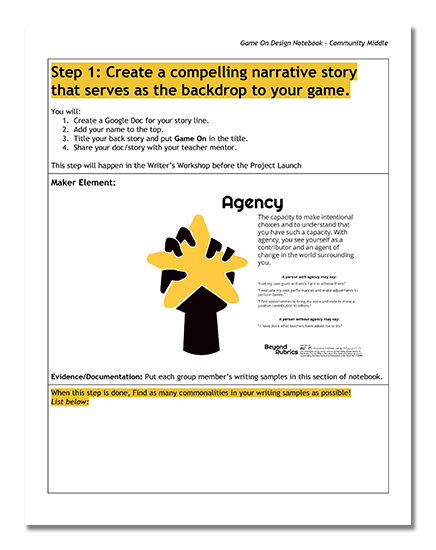 Game On Design Notebook - Community Middle
Step 1: Create a compelling narrative story
that serves as the backdrop to your game.
You will:
1. Create a Google Doc for your story line.
2. Add your name to the top.
3. Title your back story and put Game On in the title.
4. Share your doc/story with your teacher mentor.
This step will happen in the Writer's Workshop before the Project Launch
Maker Element:
Agency
The capacity to make intentional
choices and to understand that
you have such a capacity. With
agency, you see yourself as a
contributor and an agent of
change in the world surrounding
you.
A person with agency may say:
"I set my own goals and work hard to achieve them."
"I evaluate my own performances and make adjustments to
perform better."
"I find opportunities to bring my voice and style to make a
positive contribution to others."
A person without agency may say:
"I have done what teachers have asked me to do."
Beyond
Rubrics
Evidence/Documentation: Put each group member's writing samples in this section of notebook.
When this step is done, Find as many commonalities in your writing samples as possible!
List below: